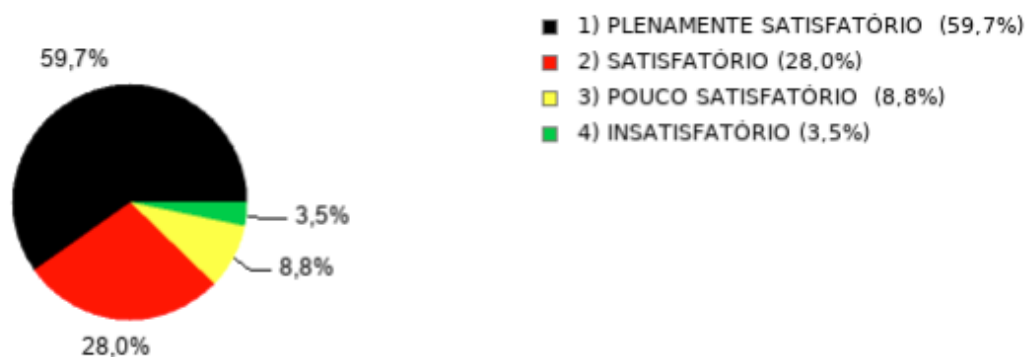 59,7%
3,5%
8,8%
28,0%
1) PLENAMENTE SATISFATÓRIO (59,7%)
2) SATISFATÓRIO (28,0%)
3) POUCO SATISFATÓRIO (8,8%)
4) INSATISFATÓRIO (3,5%)